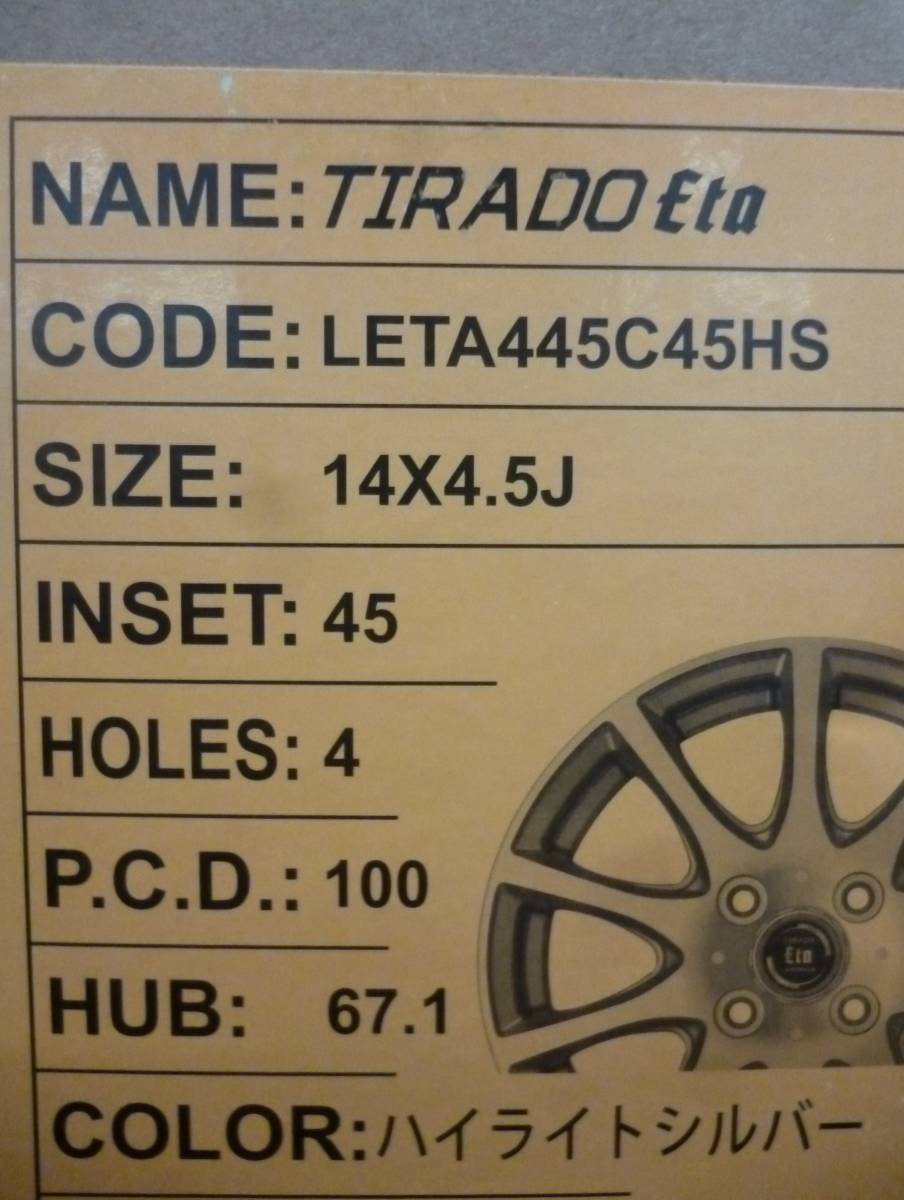 NAME: TIRADO Eta
CODE: LETA445C45HS
SIZE: 14X4.5J
INSET: 45
HOLES: 4
P.C.D.: 100
Eta
HUB: 67.1
COLOR: ハイライトシルバー